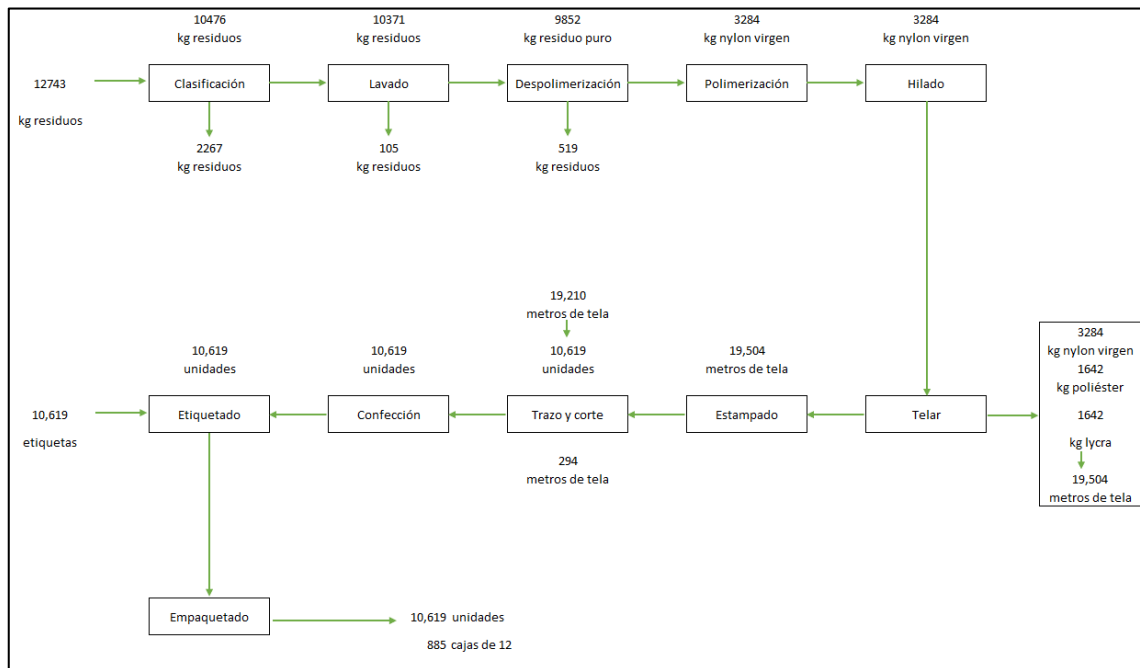 10476
kg residuos
10371
kg residuos
9852
kg residuo puro
3284
kg nylon virgen
3284
kg nylon virgen
12743
kg residuos
Clasificación
Lavado
Despolimerización
Polimerización
Hilado
2267
kg residuos
105
kg residuos
519
kg residuos
19,210
metros de tela
10,619
unidades
10,619
unidades
10,619
unidades
19,504
metros de tela
3284
kg nylon virgen
1642
kg poliéster
1642
kg lycra
19,504
metros de tela
10,619
etiquetas
Etiquetado
Confección
Trazo y corte
Estampado
Telar
294
metros de tela
Empaquetado
10,619 unidades
885 cajas de 12